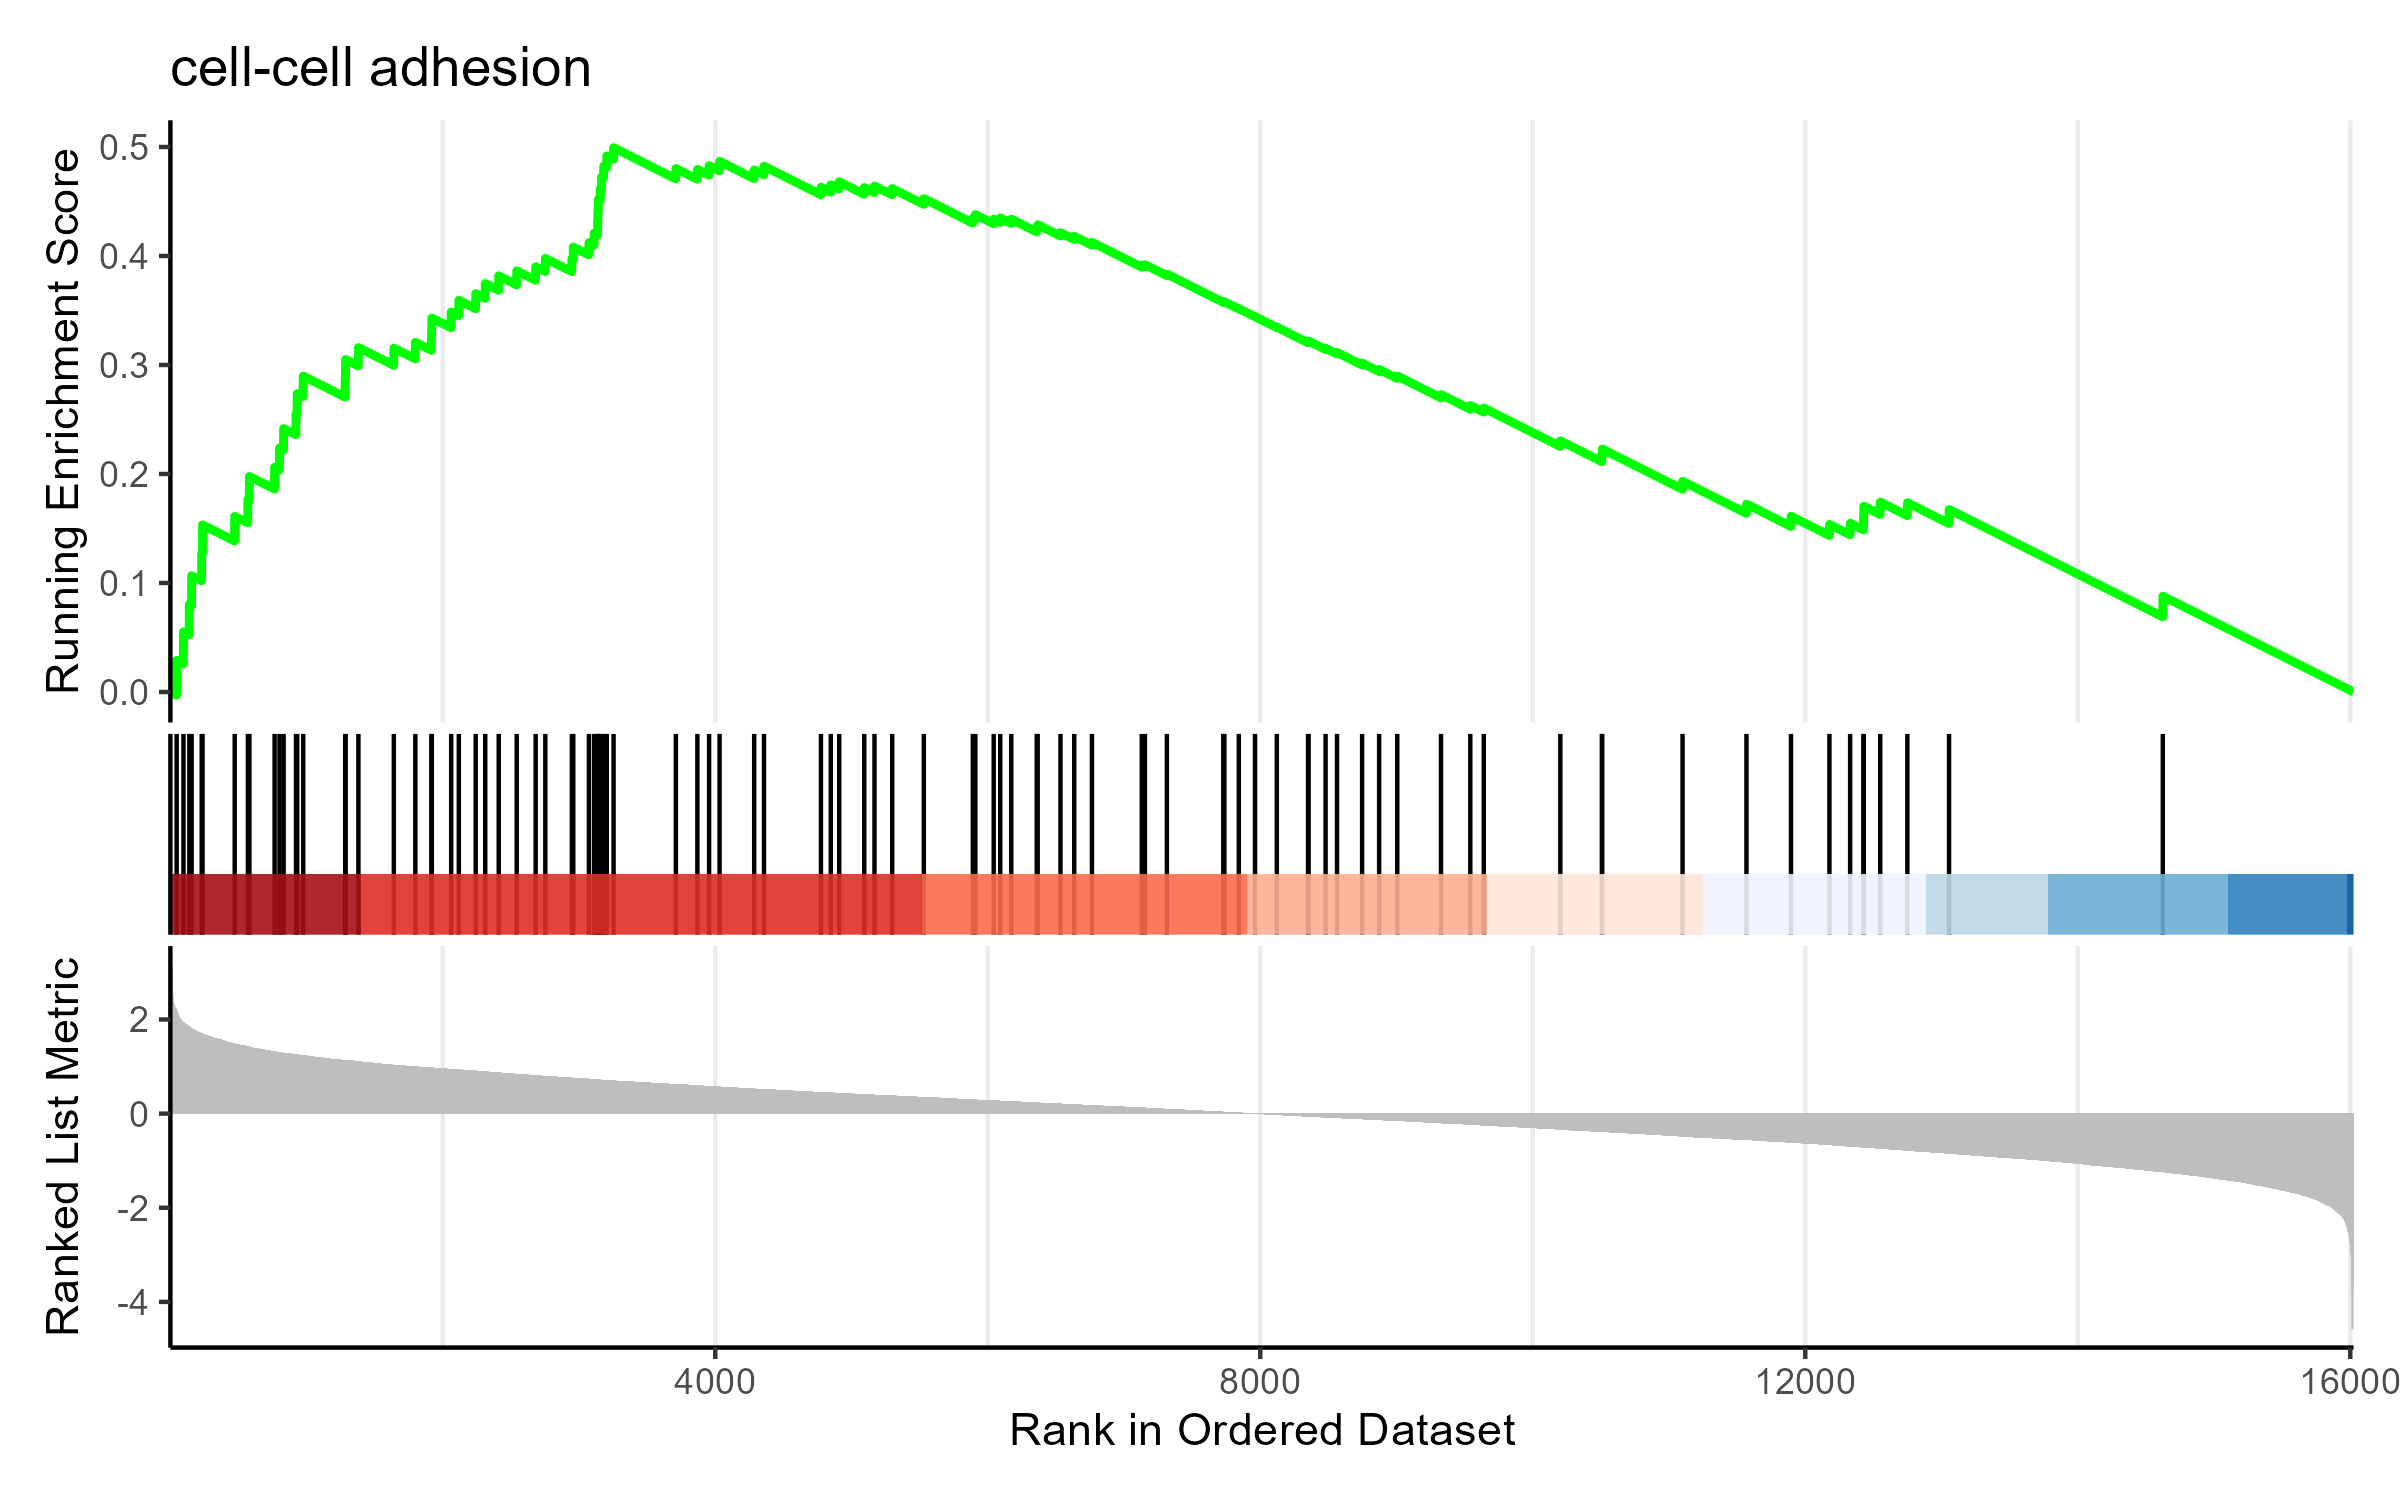 cell-cell adhesion
Running Enrichment Score
0.5
0.4
0.3
0.2
0.1
0.0
Ranked List Metric
2
0
-2
-4
4000 8000 12000 16000
Rank in Ordered Dataset